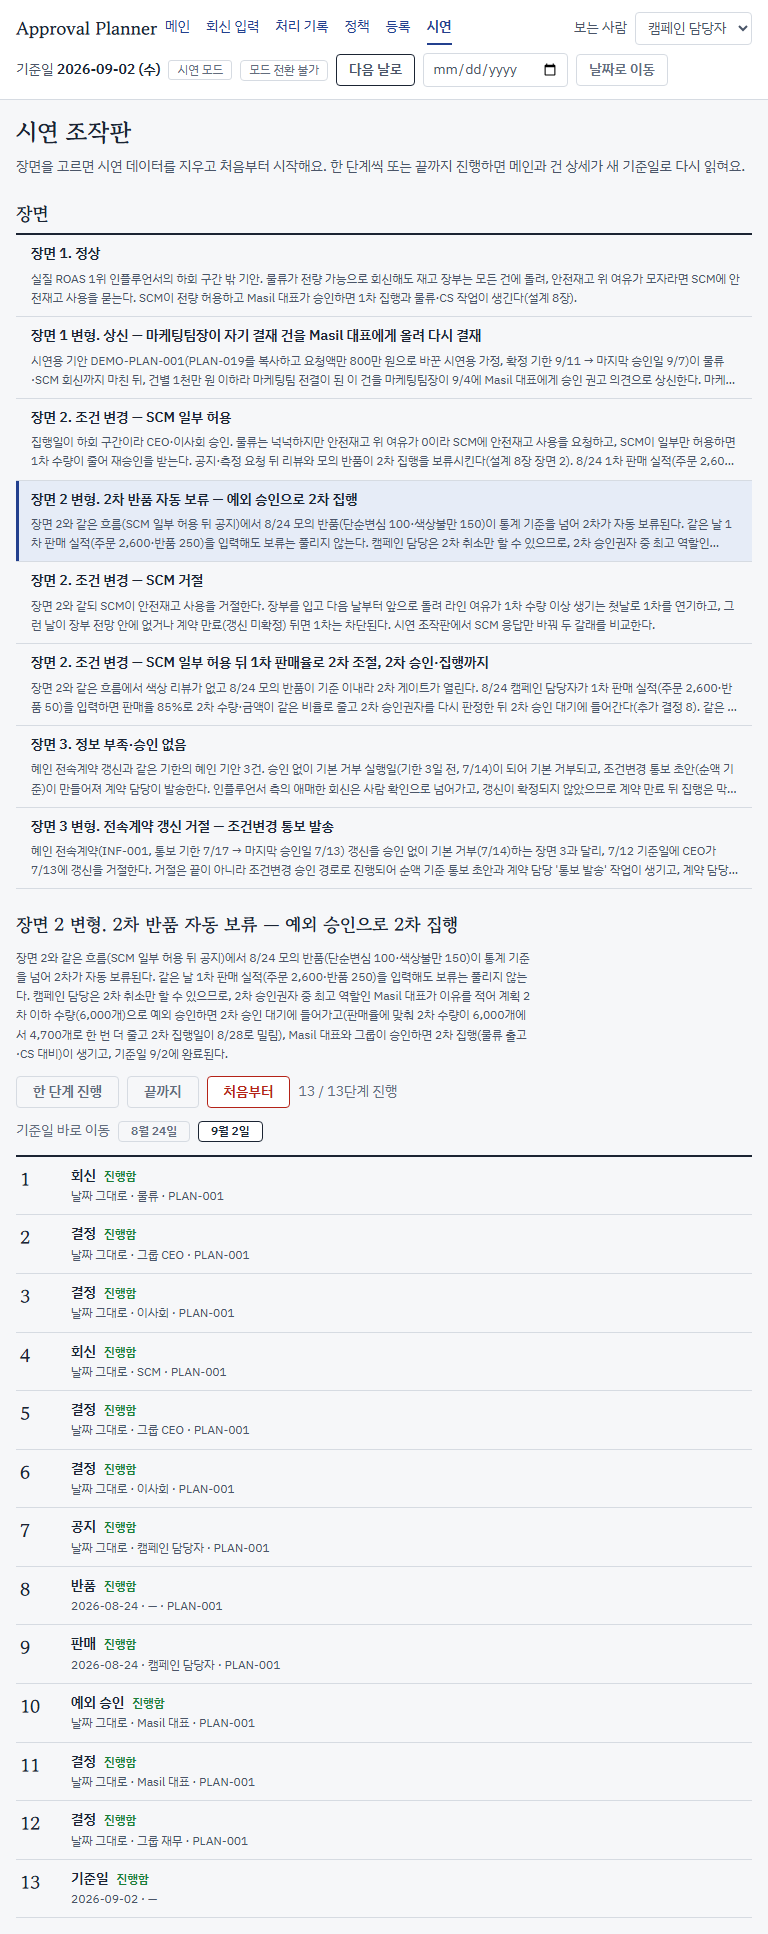 Approval Planner 메인 회신 입력 처리 기록 정책 등록 시연 보는 사람 캠페인 담당자
기준일 2026-09-02 (수) 시연 모드 모드 전환 불가 다음 날로 mm/dd/yyyy 날짜로 이동
시연 조작판
장면을 고르면 시연 데이터를 지우고 처음부터 시작해요. 한 단계씩 또는 끝까지 진행하면 메인과 건 상세가 새 기준일로 다시 읽혀요.
장면
장면 1. 정상
실질 ROAS 1위 인플루언서의 하회 구간 밖 기안. 물류가 전량 가능으로 회신해도 재고 장부는 모든 건에 돌려, 안전재고 위 여유가 모자라면 SCM에 안
전재고 사용을 묻는다. SCM이 전량 허용하고 Masil 대표가 승인하면 1차 집행과 물류·CS 작업이 생긴다(설계 8장).
장면 1 변형. 상신 — 마케팅팀장이 자기 결재 건을 Masil 대표에게 올려 다시 결재
시연용 기안 DEMO-PLAN-001(PLAN-019를 복사하고 요청액만 800만 원으로 바꾼 시연용 가정, 확정 기한 9/11 → 마지막 승인일 9/7)이 물류
·SCM 회신까지 마친 뒤, 건별 1천만 원 이하라 마케팅팀 전결이 된 이 건을 마케팅팀장이 9/4에 Masil 대표에게 승인 권고 의견으로 상신한다. 마케...
장면 2. 조건 변경 — SCM 일부 허용
집행일이 하회 구간이라 CEO·이사회 승인. 물류는 넉넉하지만 안전재고 위 여유가 0이라 SCM에 안전재고 사용을 요청하고, SCM이 일부만 허용하면
1차 수량이 줄어 재승인을 받는다. 공지·측정 요청 뒤 리뷰와 모의 반품이 2차 집행을 보류시킨다(설계 8장 장면 2). 8/24 1차 판매 실적(주문 2,60...
장면 2 변형. 2차 반품 자동 보류 — 예외 승인으로 2차 집행
장면 2와 같은 흐름(SCM 일부 허용 뒤 공지)에서 8/24 모의 반품(단순변심 100·색상불만 150)이 통계 기준을 넘어 2차가 자동 보류된다. 같은 날 1
차 판매 실적(주문 2,600·반품 250)을 입력해도 보류는 풀리지 않는다. 캠페인 담당은 2차 취소만 할 수 있으므로, 2차 승인권자 중 최고 역할인...
장면 2. 조건 변경 — SCM 거절
장면 2와 같되 SCM이 안전재고 사용을 거절한다. 장부를 입고 다음 날부터 앞으로 돌려 라인 여유가 1차 수량 이상 생기는 첫날로 1차를 연기하고, 그
런 날이 장부 전망 안에 없거나 계약 만료(갱신 미확정) 뒤면 1차는 차단된다. 시연 조작판에서 SCM 응답만 바꿔 두 갈래를 비교한다.
장면 2. 조건 변경 — SCM 일부 허용 뒤 1차 판매율로 2차 조절, 2차 승인·집행까지
장면 2와 같은 흐름에서 색상 리뷰가 없고 8/24 모의 반품이 기준 이내라 2차 게이트가 열린다. 8/24 캠페인 담당자가 1차 판매 실적(주문 2,600·반
품 50)을 입력하면 판매율 85%로 2차 수량·금액이 같은 비율로 줄고 2차 승인권자를 다시 판정한 뒤 2차 승인 대기에 들어간다(추가 결정 8). 같은 ...
장면 3. 정보 부족·승인 없음
혜인 전속계약 갱신과 같은 기한의 혜인 기안 3건. 승인 없이 기본 거부 실행일(기한 3일 전, 7/14)이 되어 기본 거부되고, 조건변경 통보 초안(순액 기
준)이 만들어져 계약 담당이 발송한다. 인플루언서 측의 애매한 회신은 사람 확인으로 넘어가고, 갱신이 확정되지 않았으므로 계약 만료 뒤 집행은 막...
장면 3 변형. 전속계약 갱신 거절 — 조건변경 통보 발송
혜인 전속계약(INF-001, 통보 기한 7/17 → 마지막 승인일 7/13) 갱신을 승인 없이 기본 거부(7/14)하는 장면 3과 달리, 7/12 기준일에 CEO가
7/13에 갱신을 거절한다. 거절은 끝이 아니라 조건변경 승인 경로로 진행되어 순액 기준 통보 초안과 계약 담당 '통보 발송' 작업이 생기고, 계약 담당...
장면 2 변형. 2차 반품 자동 보류 — 예외 승인으로 2차 집행
장면 2와 같은 흐름(SCM 일부 허용 뒤 공지)에서 8/24 모의 반품(단순변심 100·색상불만 150)이 통계 기준
을 넘어 2차가 자동 보류된다. 같은 날 1차 판매 실적(주문 2,600·반품 250)을 입력해도 보류는 풀리지 않는
다. 캠페인 담당은 2차 취소만 할 수 있으므로, 2차 승인권자 중 최고 역할인 Masil 대표가 이유를 적어 계획 2
차 이하 수량(6,000개)으로 예외 승인하면 2차 승인 대기에 들어가고(판매율에 맞춰 2차 수량이 6,000개에
서 4,700개로 한 번 더 줄고 2차 집행일이 8/28로 밀림), Masil 대표와 그룹이 승인하면 2차 집행(물류 출고
·CS 대비)이 생기고, 기준일 9/2에 완료된다.
한 단계 진행 끝까지 처음부터 13 / 13단계 진행
기준일 바로 이동 8월 24일 9월 2일
1 회신 진행함
날짜 그대로 · 물류 · PLAN-001
2 결정 진행함
날짜 그대로 · 그룹 CEO · PLAN-001
3 결정 진행함
날짜 그대로 · 이사회 · PLAN-001
4 회신 진행함
날짜 그대로 · SCM · PLAN-001
5 결정 진행함
날짜 그대로 · 그룹 CEO · PLAN-001
6 결정 진행함
날짜 그대로 · 이사회 · PLAN-001
7 공지 진행함
날짜 그대로 · 캠페인 담당자 · PLAN-001
8 반품 진행함
2026-08-24 · — · PLAN-001
9 판매 진행함
2026-08-24 · 캠페인 담당자 · PLAN-001
10 예외 승인 진행함
날짜 그대로 · Masil 대표 · PLAN-001
11 결정 진행함
날짜 그대로 · Masil 대표 · PLAN-001
12 결정 진행함
날짜 그대로 · 그룹 재무 · PLAN-001
13 기준일 진행함
2026-09-02 · —